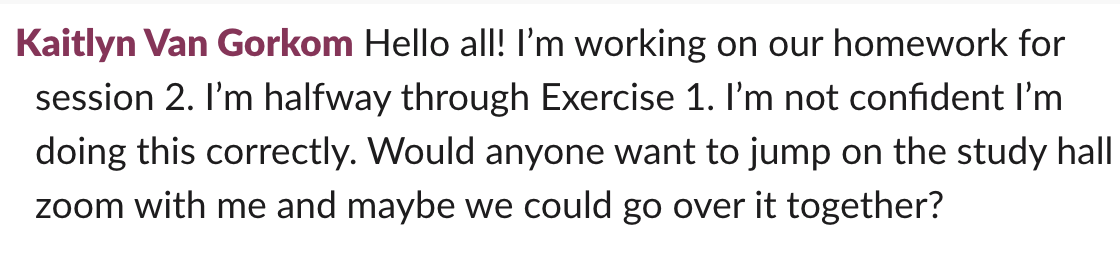 Kaitlyn Van Gorkom Hello all! I’m working on our homework for
session 2. I’m halfway through Exercise 1. I’m not confident I’m
doing this correctly. Would anyone want to jump on the study hall
zoom with me and maybe we could go over it together?